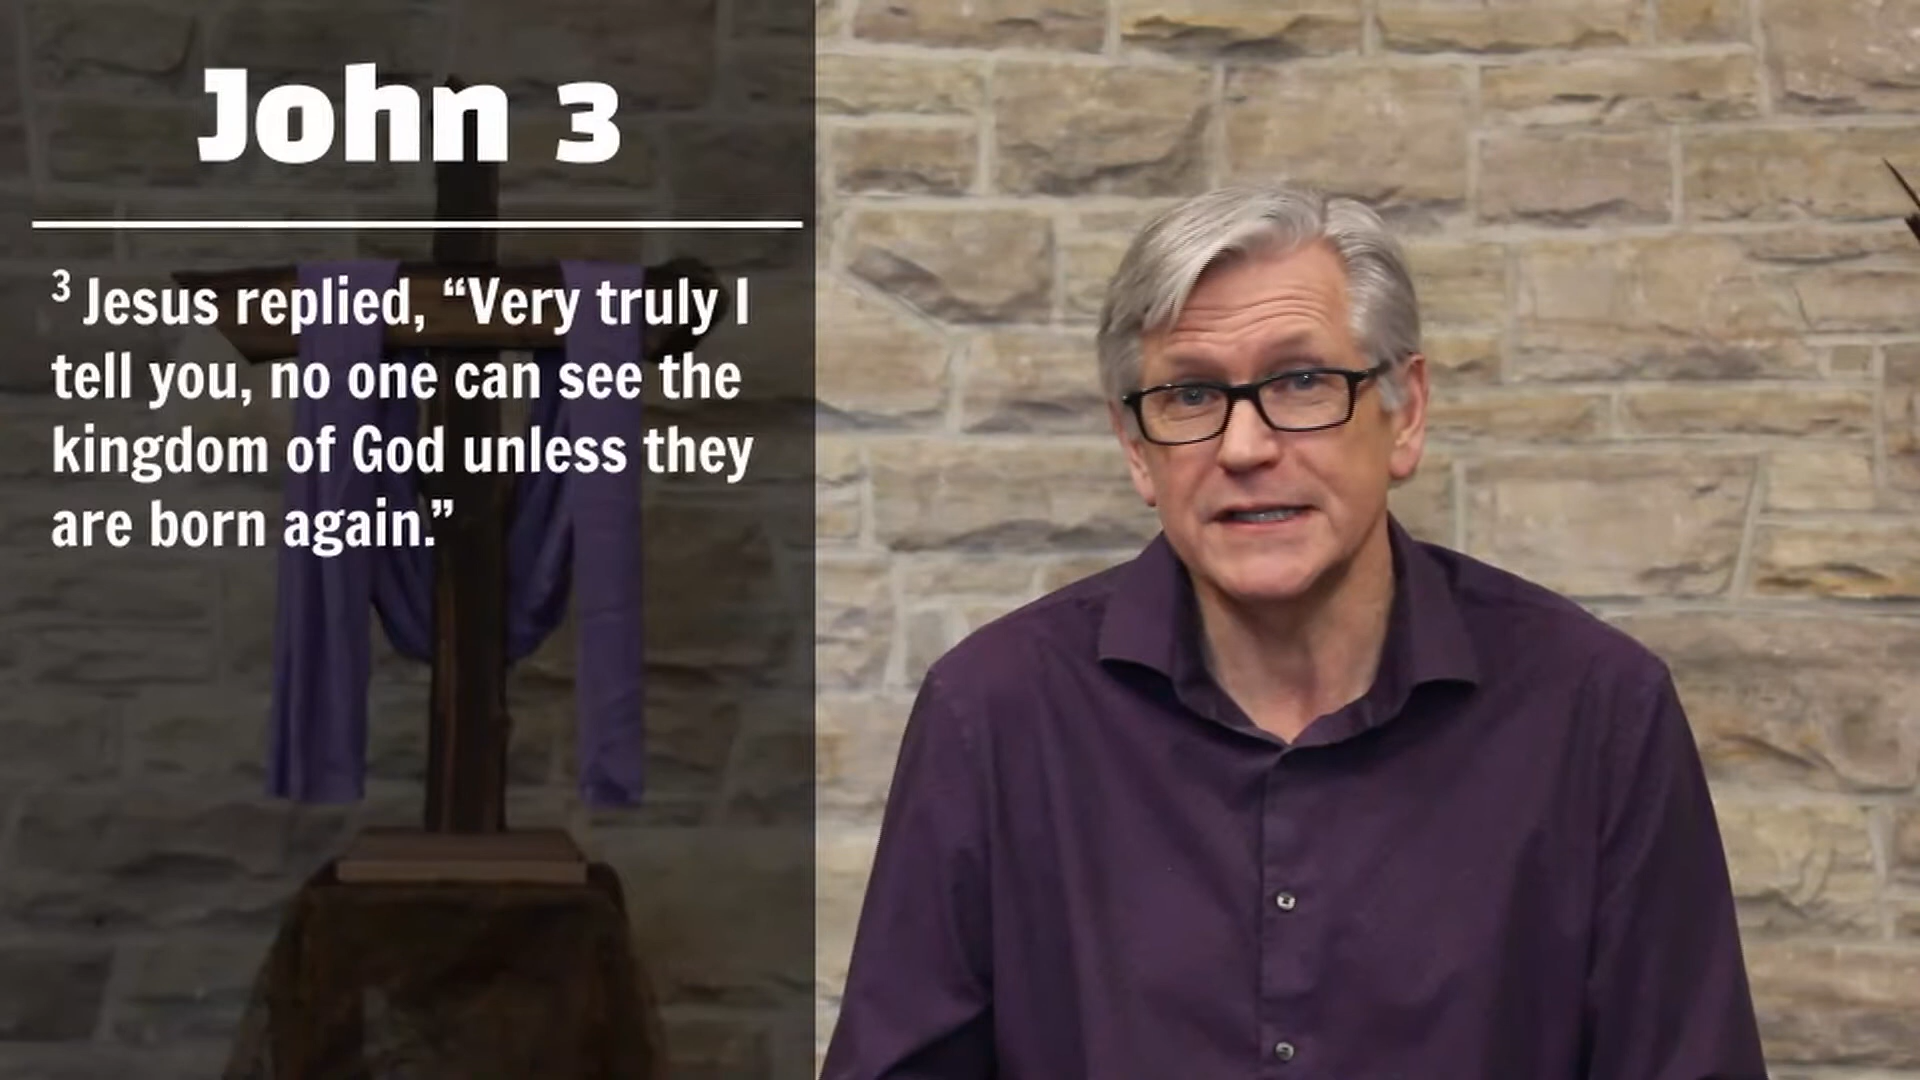 John 3
3 Jesus replied, “Very truly I
tell you, no one can see the
kingdom of God unless they
are born again.”